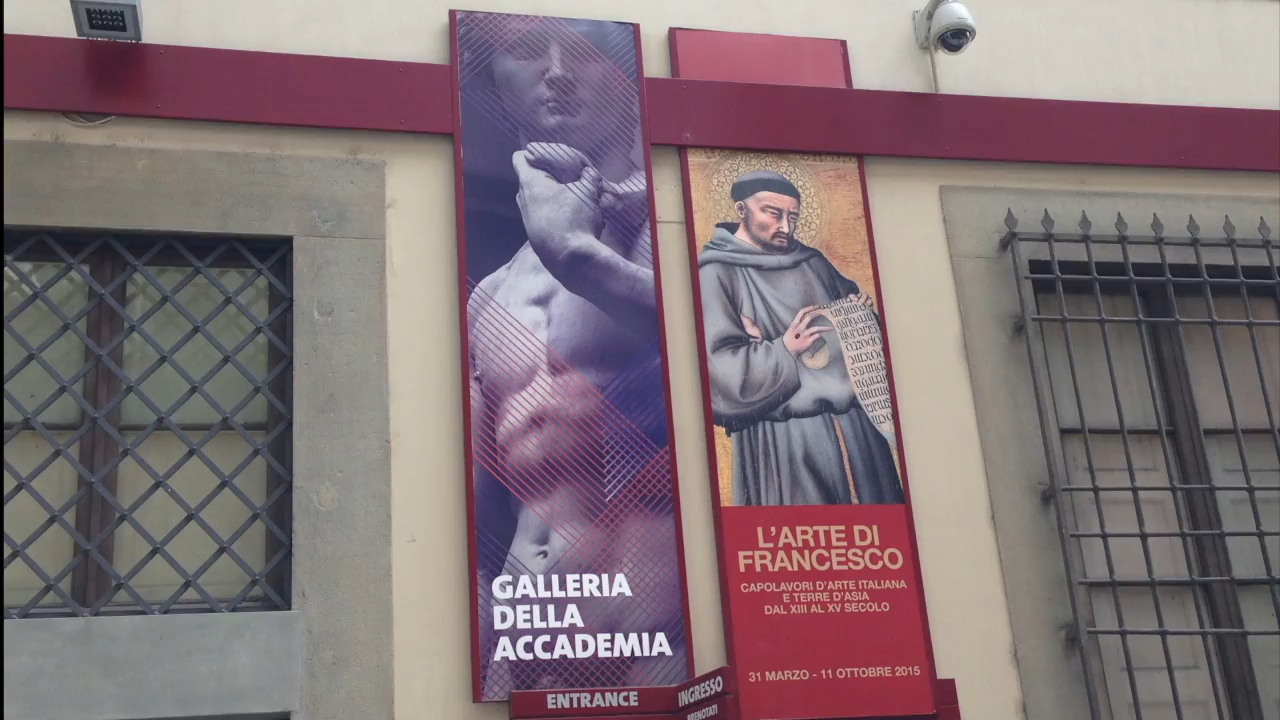 GALLERIA
DELLA
ACCADEMIA
L'ARTE DI
FRANCESCO
CAPOLAVORI D'ARTE ITALIANA
E TERRE D'ASIA
DAL XIII AL XV SECOLO
31 MARZO - 11 OTTOBRE 2015
ENTRANCE
INGRESSO
PRENOTATI